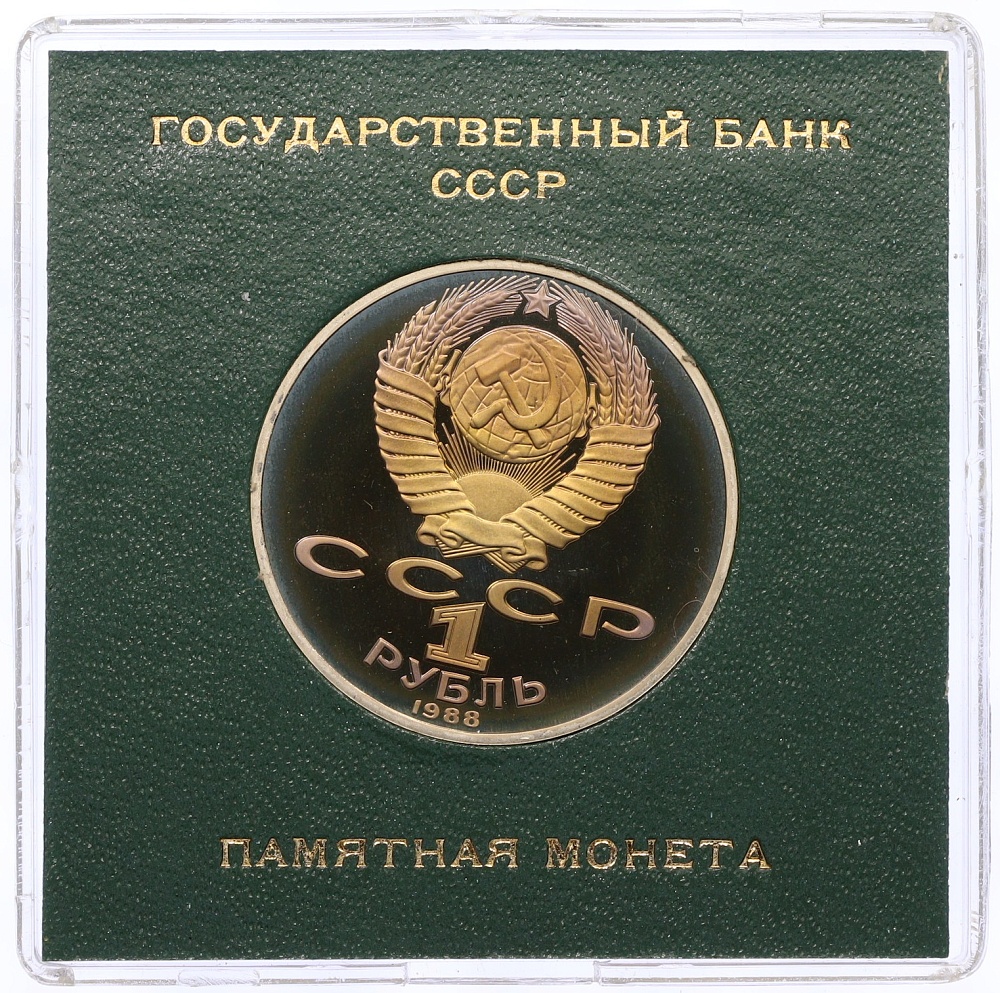 ГОСУДАРСТВЕННЫЙ БАНК
СССР
СССР
1
РУБЛЬ
1988
ПАМЯТНАЯ МОНЕТА